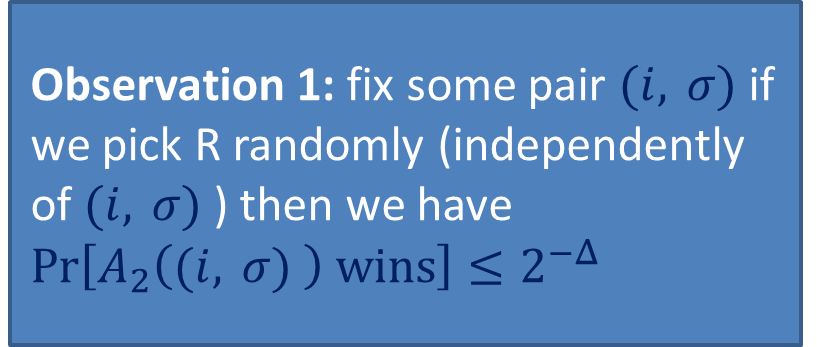 Observation 1: fix some pair (i, σ) if
we pick R randomly (independently
of (i, σ) ) then we have
Pr[A₂((i, σ) ) wins] ≤ 2^{−Δ}